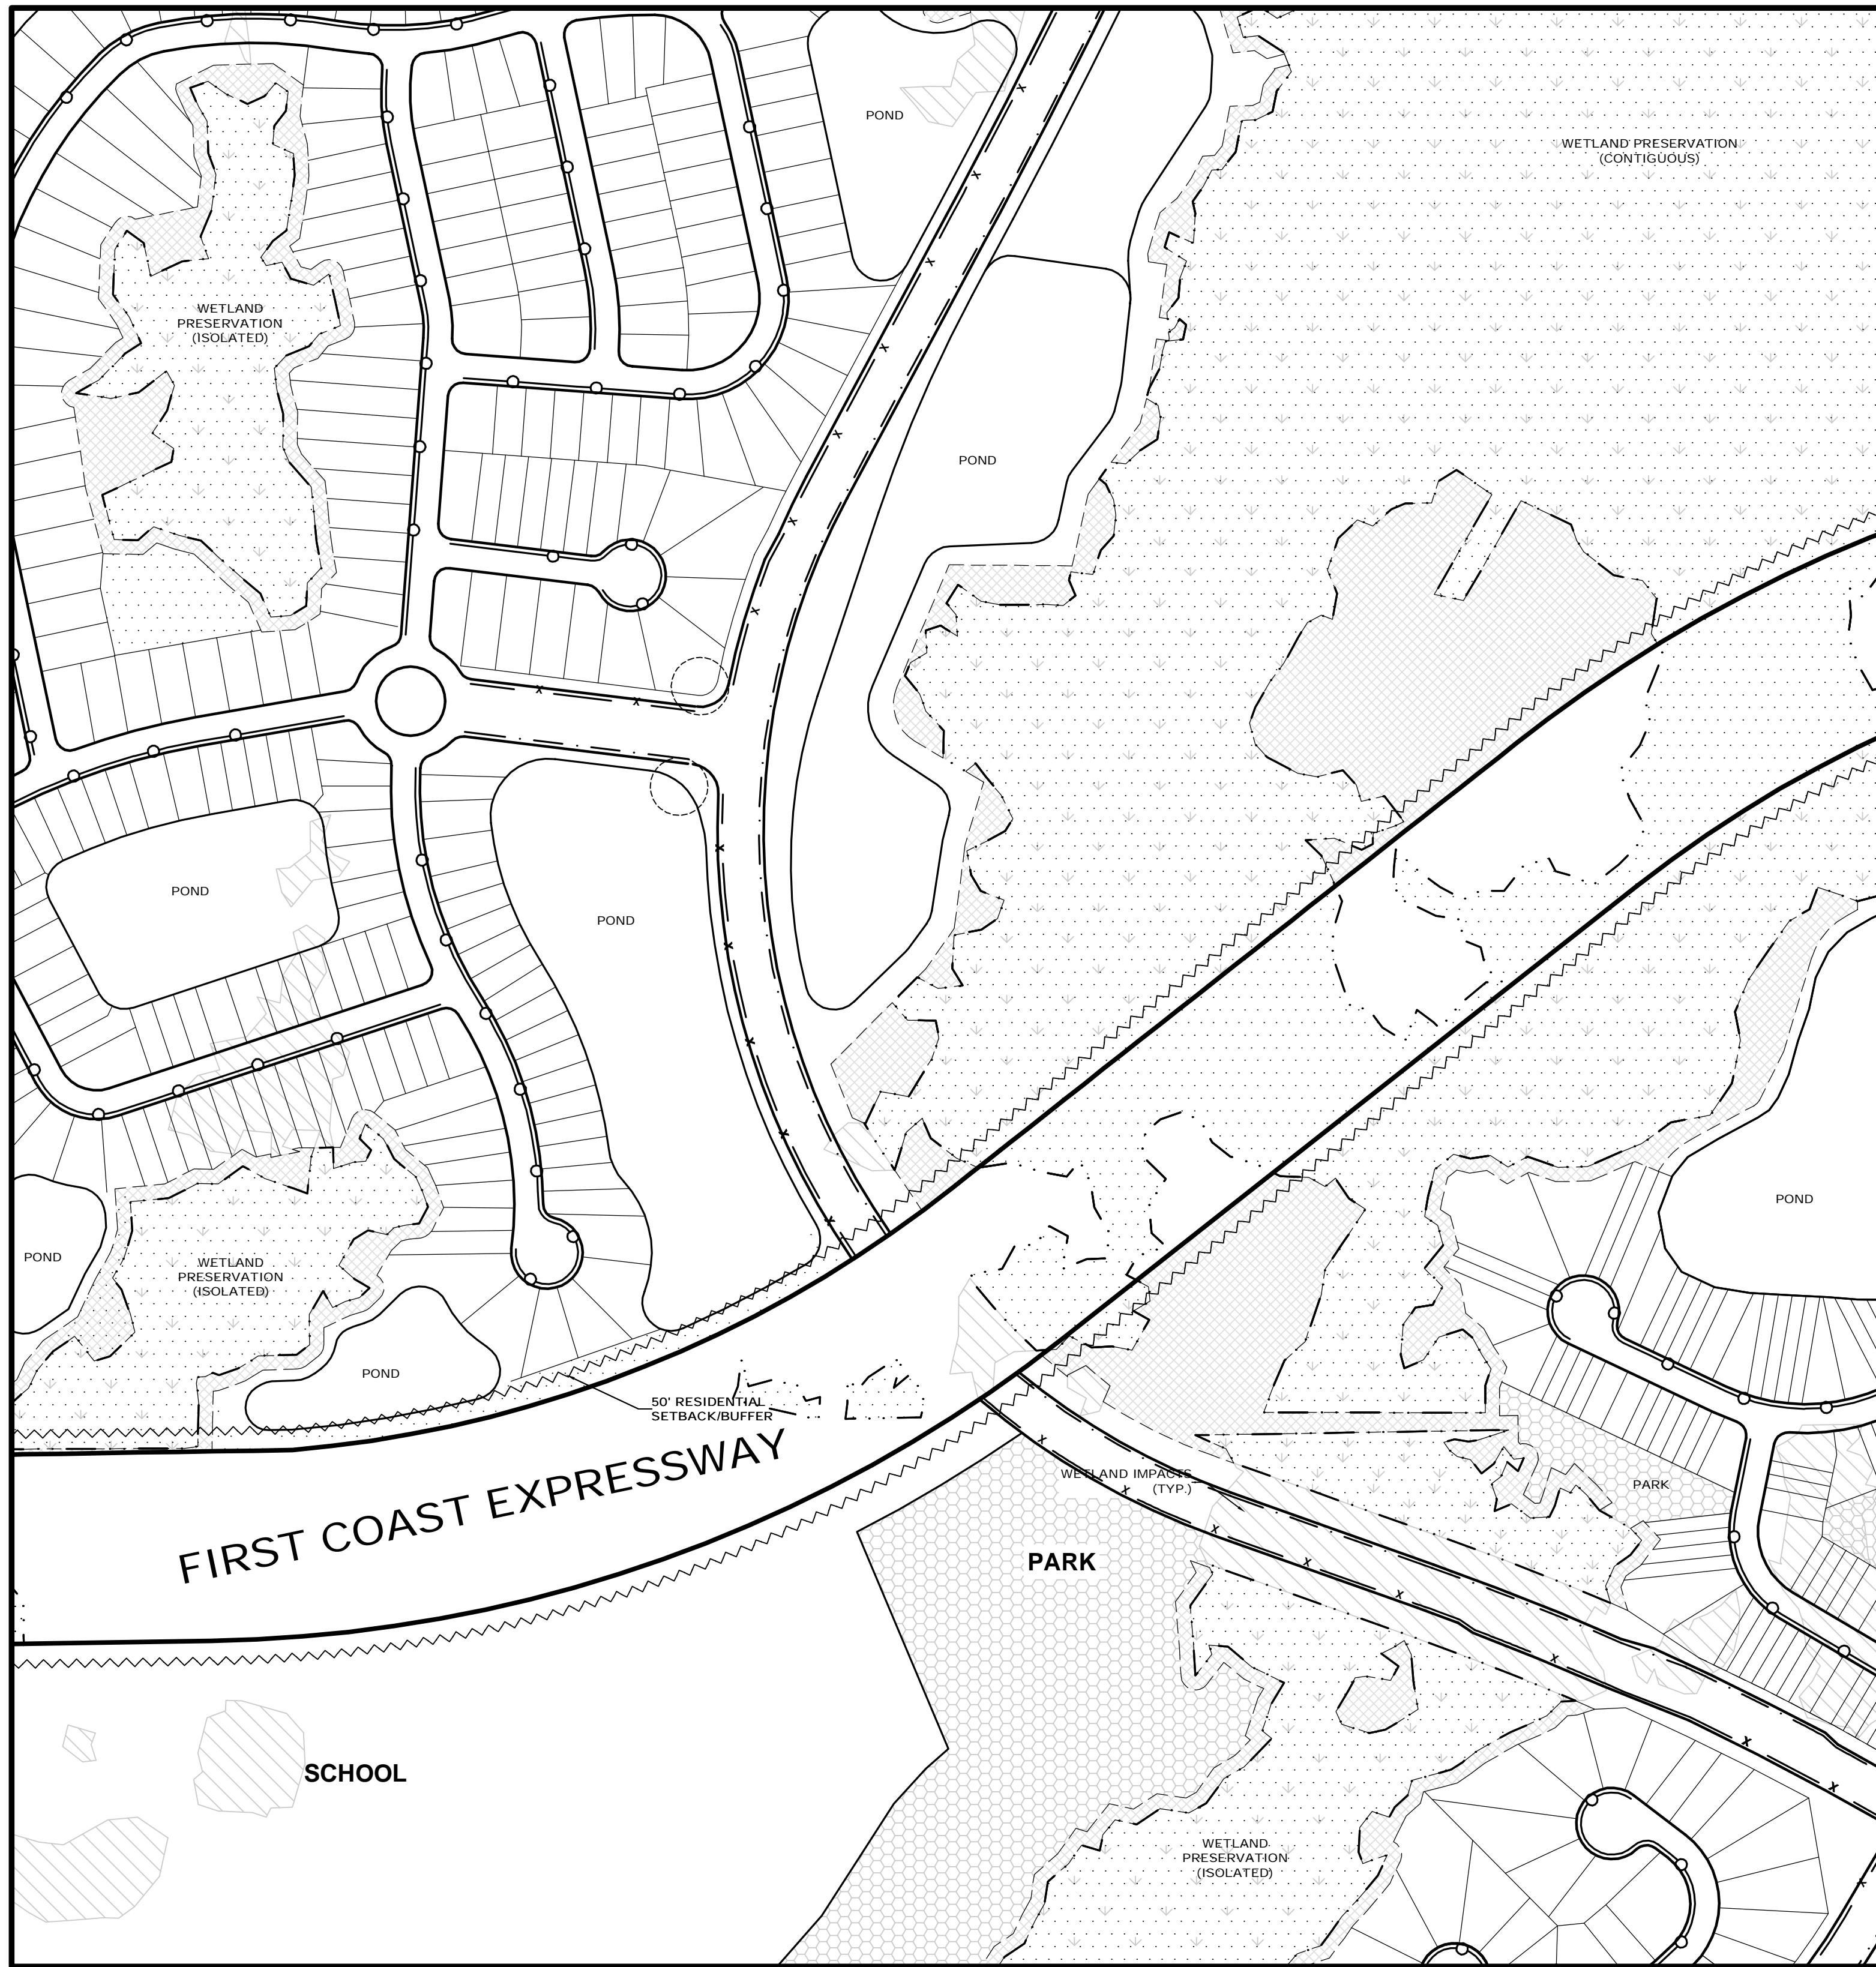 POND
WETLAND PRESERVATION
(CONTIGUOUS)
WETLAND
PRESERVATION
(ISOLATED)
POND
POND
POND
POND
POND
WETLAND
PRESERVATION
(ISOLATED)
POND
50' RESIDENTIAL
SETBACK/BUFFER
FIRST COAST EXPRESSWAY
WETLAND IMPACTS
(TYP.)
PARK
PARK
SCHOOL
WETLAND
PRESERVATION
(ISOLATED)